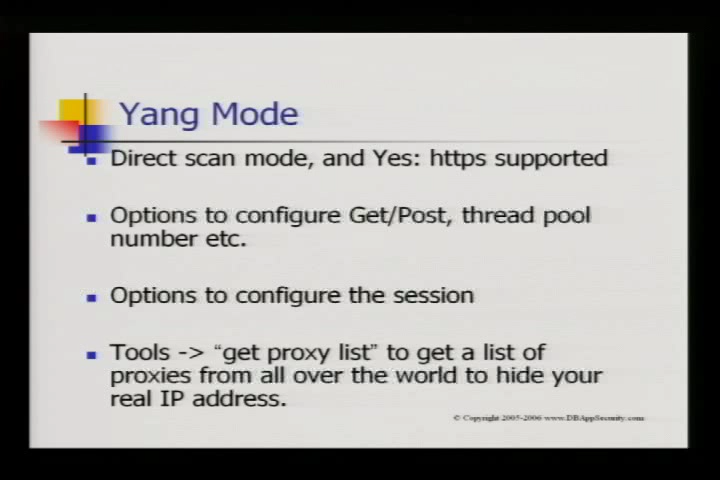 Yang Mode
Direct scan mode, and Yes: https supported
Options to configure Get/Post, thread pool
number etc.
Options to configure the session
Tools -> “get proxy list” to get a list of
proxies from all over the world to hide your
real IP address.
© Copyright 2005-2006 www.DBAppSecurity.com